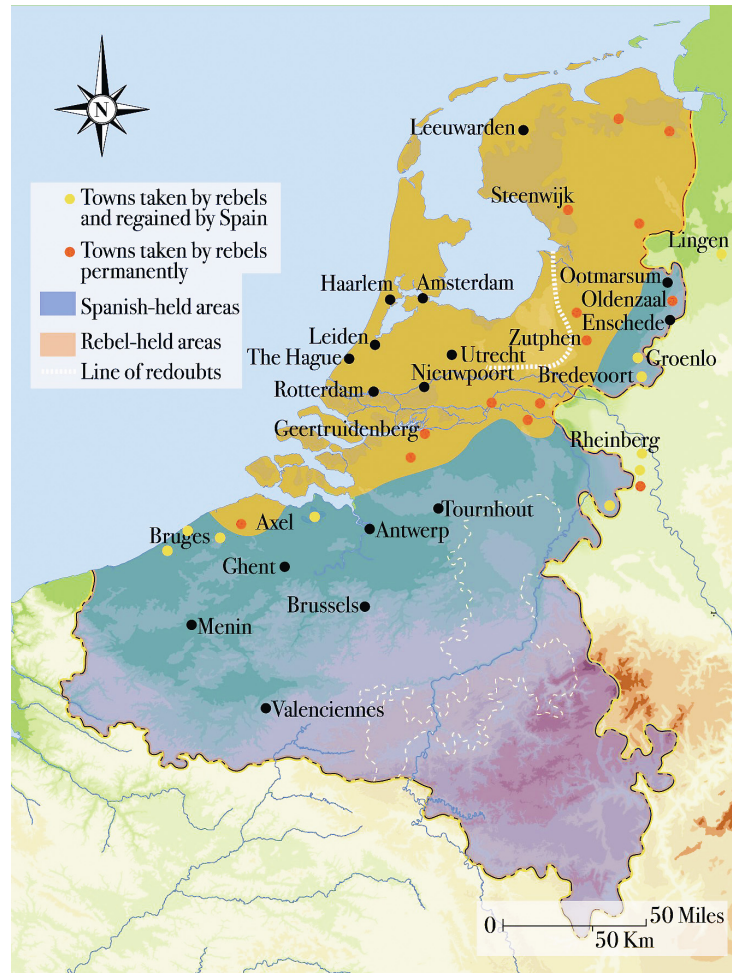 N
Leeuwarden
Towns taken by rebels
and regained by Spain
Towns taken by rebels
permanently
Spanish-held areas
Rebel-held areas
Line of redoubts
Steenwijk
Lingen
Ootmarsum
Oldenzaal
Enschede
Haarlem
Amsterdam
Leiden
The Hague
Utrecht
Zutphen
Groenlo
Nieuwpoort
Bredevoort
Rotterdam
Geertruidenberg
Rheinberg
Tournhout
Axel
Antwerp
Bruges
Ghent
Brussels
Menin
Valenciennes
0
50 Miles
50 Km